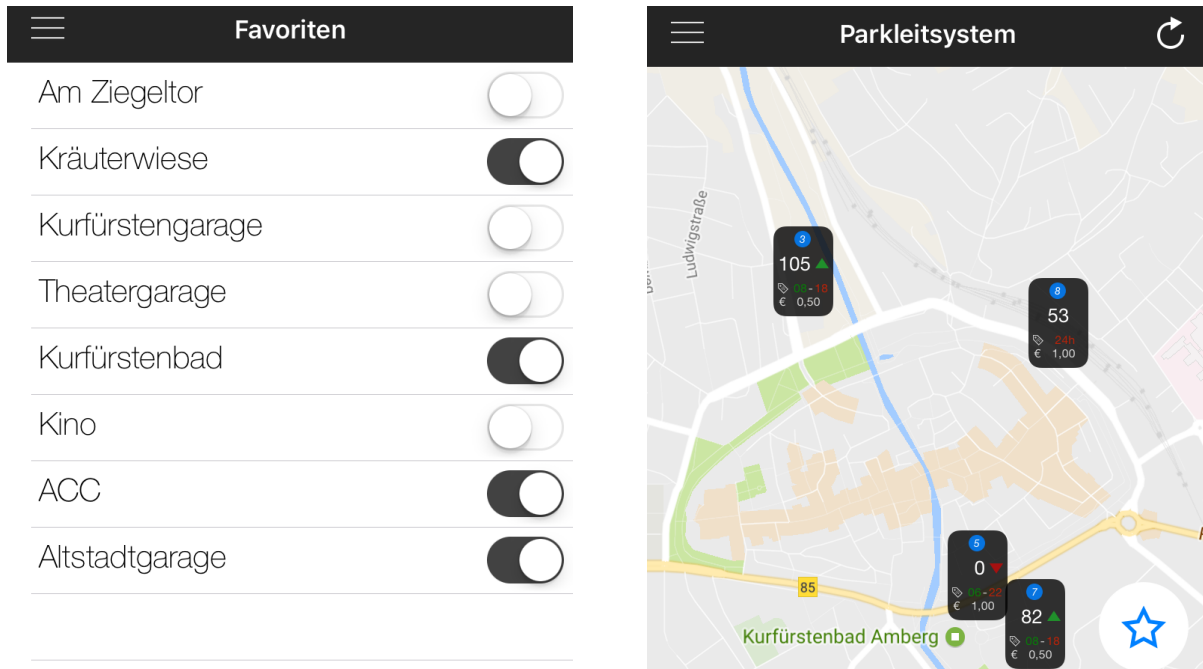 Favoriten
Am Ziegeltor
Kräuterwiese
Kurfürstengarage
Theatergarage
Kurfürstenbad
Kino
ACC
Altstadtgarage
Parkleitsystem
Ludwigstraße
3
105
08-18
€ 0,50
8
53
24h
€ 1,00
5
0
06-22
€ 1,00
7
82
08-18
€ 0,50
85
Kurfürstenbad Amberg